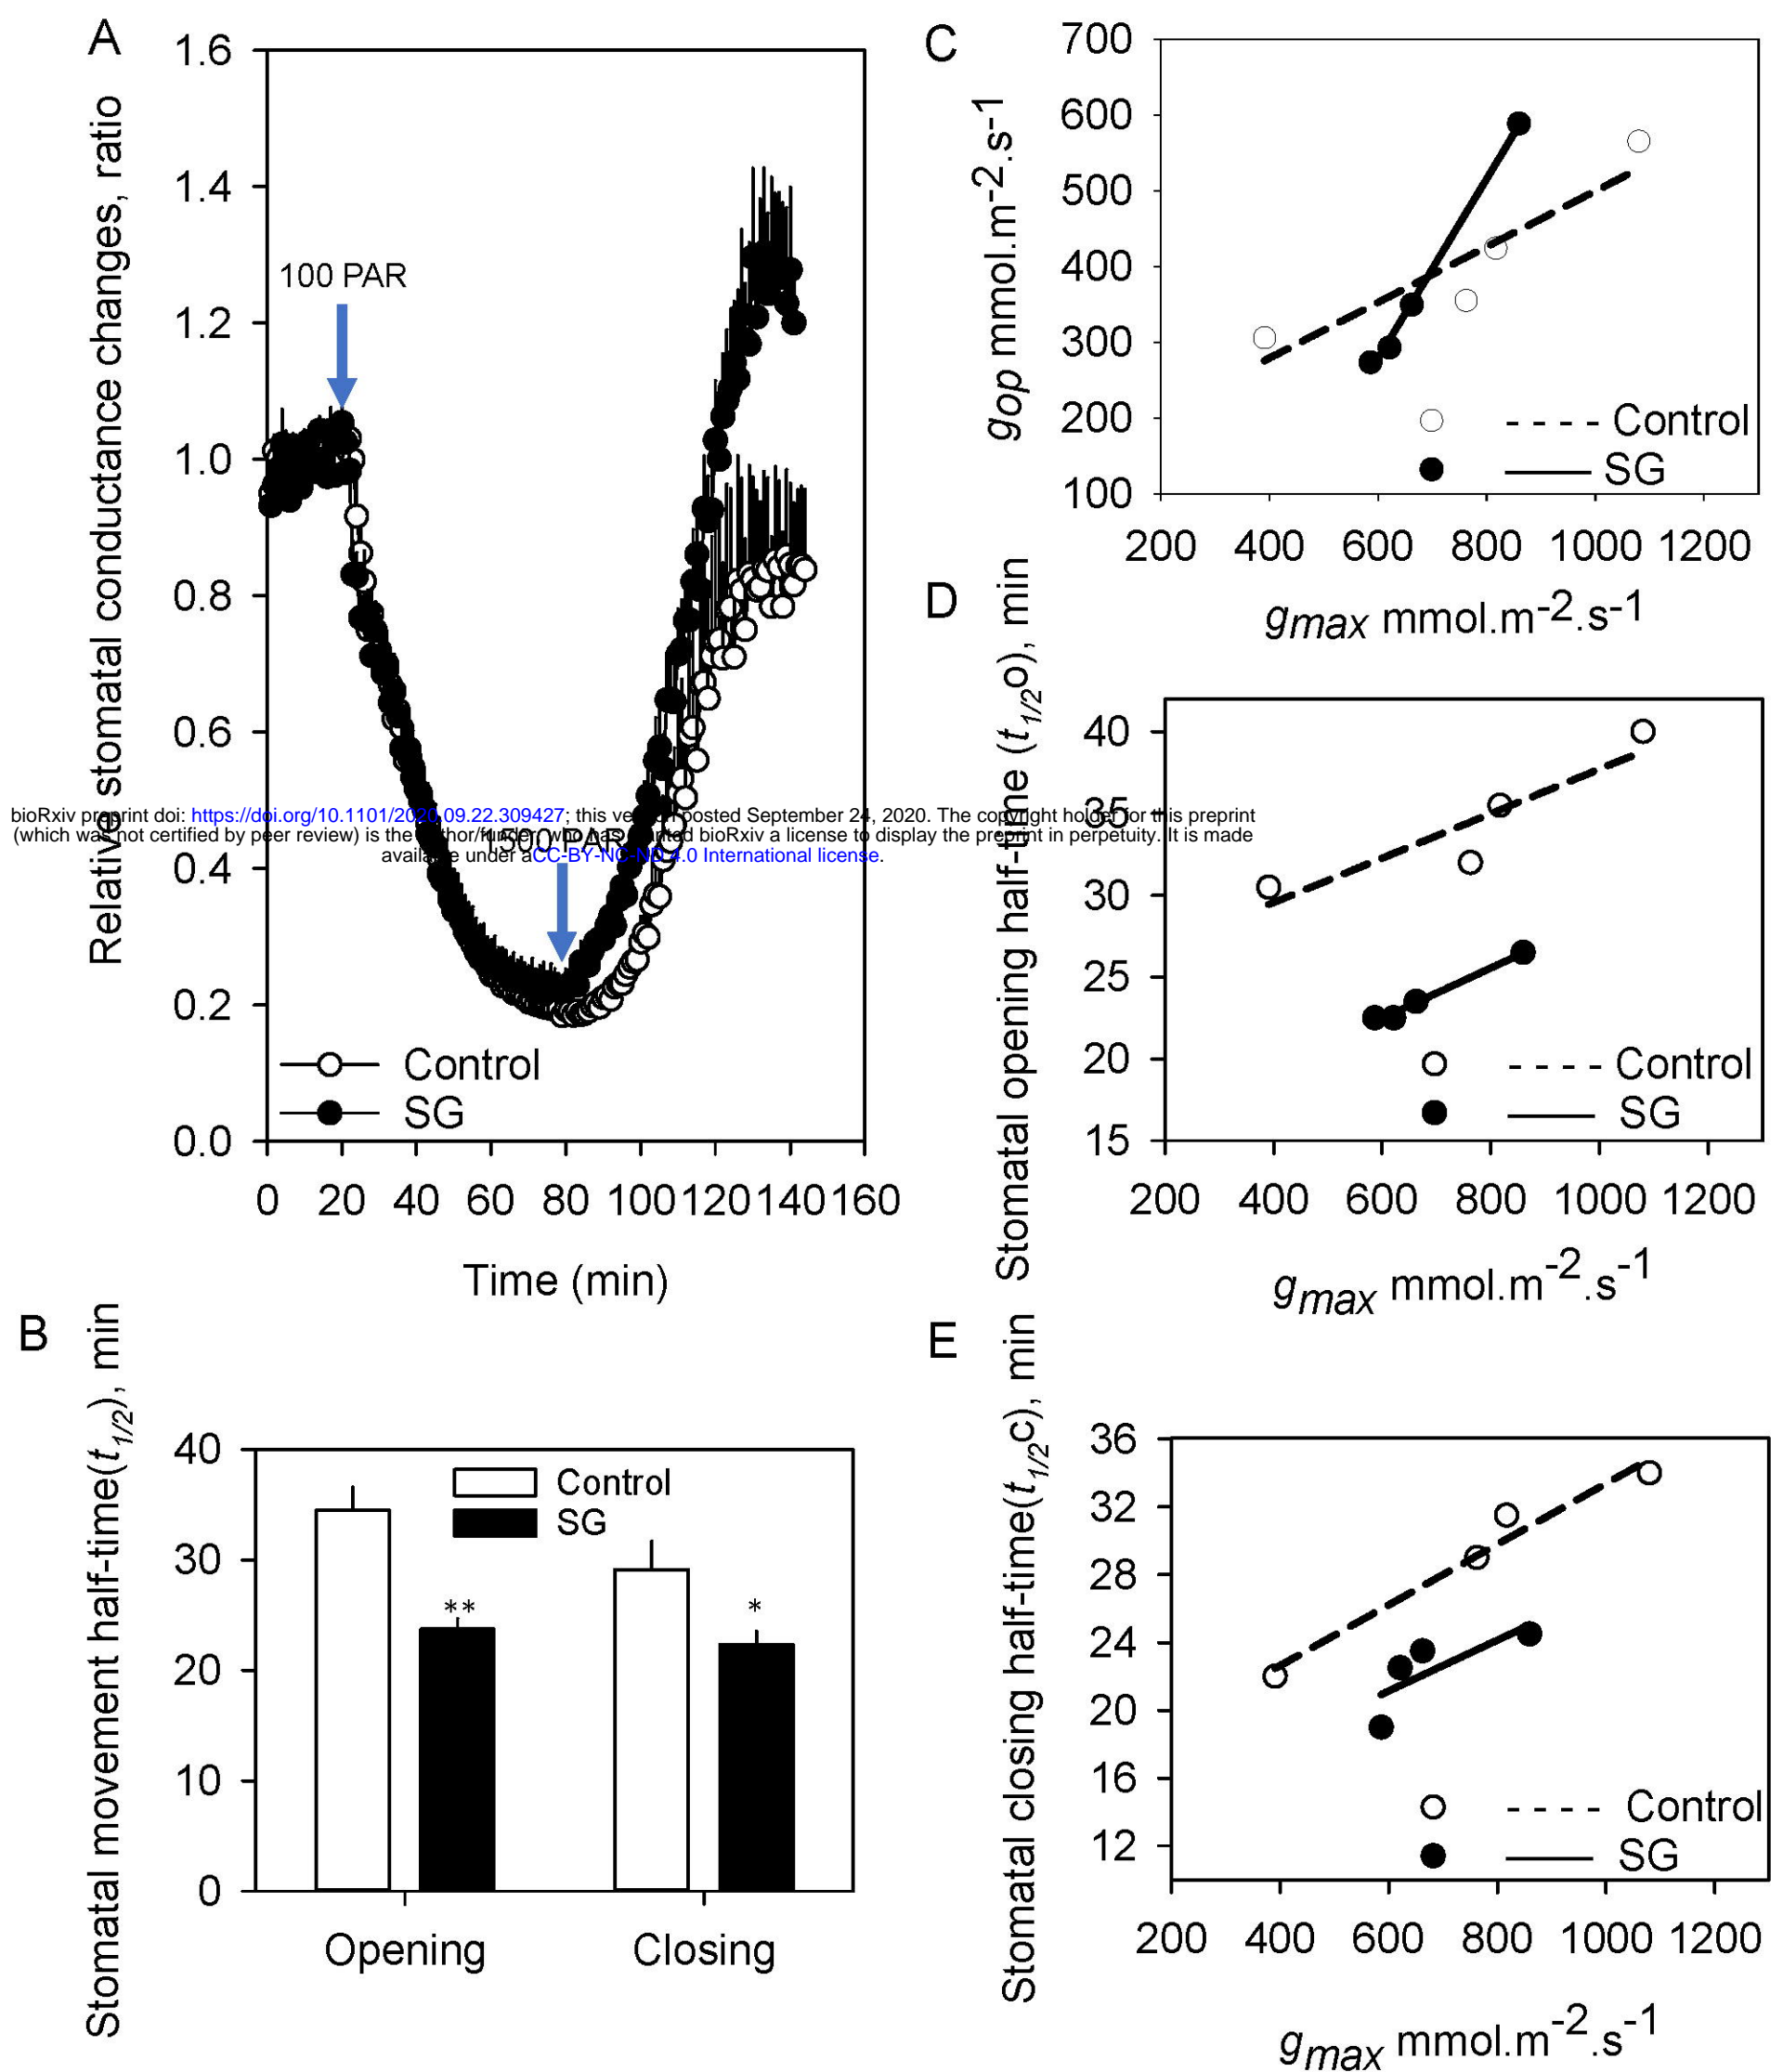 A
Relative stomatal conductance changes, ratio
1.6
1.4
1.2
1.0
0.8
0.6
0.4
0.2
0.0
100 PAR
1500 PAR
Control
SG
0 20 40 60 80 100 120 140 160
Time (min)
bioRxiv preprint doi: https://doi.org/10.1101/2020.09.22.309427; this version posted September 24, 2020. The copyright holder for this preprint
(which was not certified by peer review) is the author/funder, who has granted bioRxiv a license to display the preprint in perpetuity. It is made
available under aCC-BY-NC-ND 4.0 International license.
B
Stomatal movement half-time(t1/2), min
40
30
20
10
0
Control
SG
**
*
Opening Closing
C
gop mmol.m-2.s-1
700
600
500
400
300
200
100
Control
SG
200 400 600 800 1000 1200
gmax mmol.m-2.s-1
D
Stomatal opening half-time (t1/2o), min
40
35
30
25
20
15
Control
SG
200 400 600 800 1000 1200
gmax mmol.m-2.s-1
E
Stomatal closing half-time(t1/2c), min
36
32
28
24
20
16
12
Control
SG
200 400 600 800 1000 1200
gmax mmol.m-2.s-1